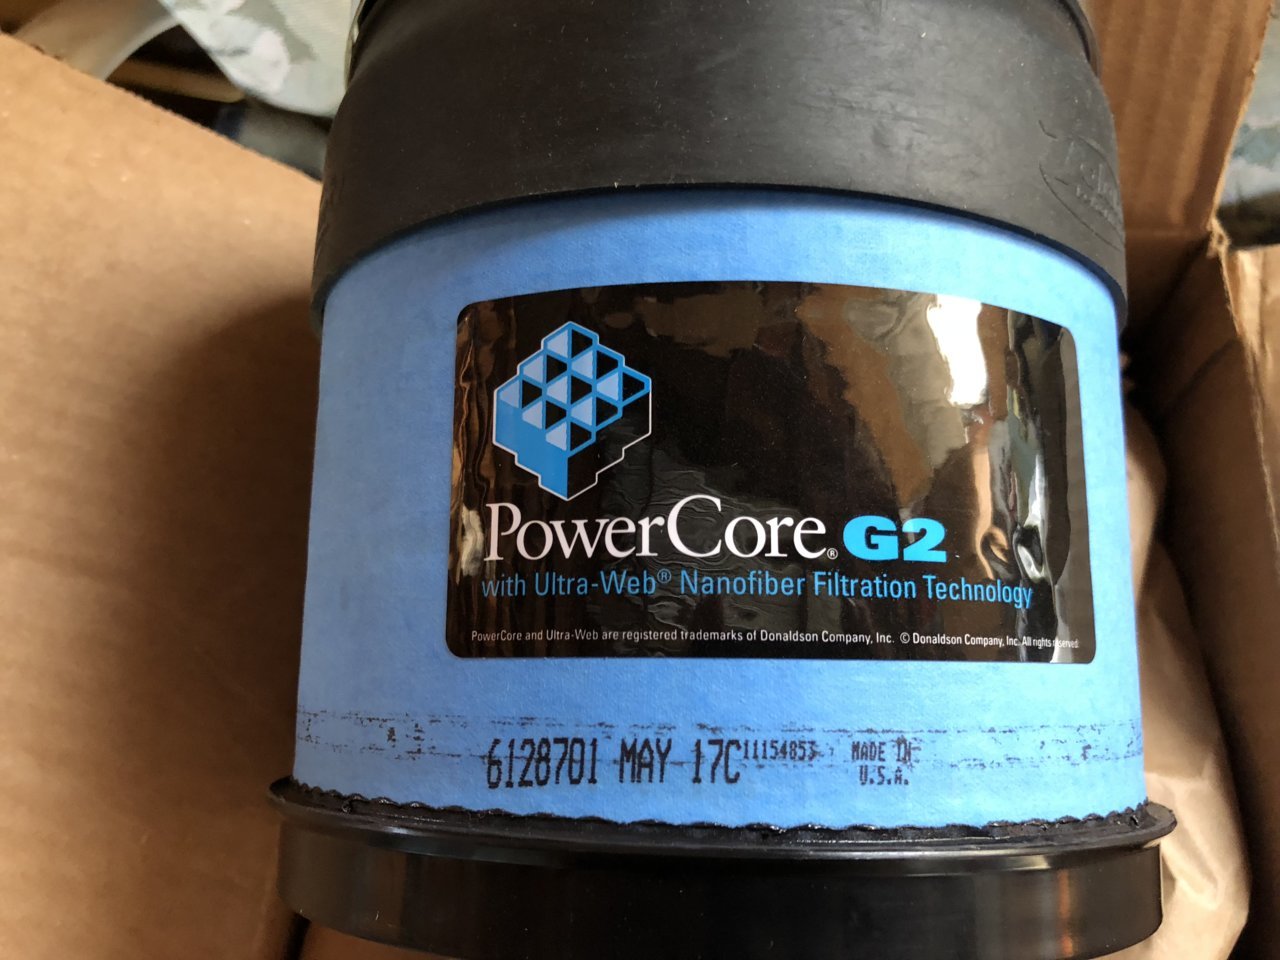 PowerCore® G2
with Ultra-Web® Nanofiber Filtration Technology
PowerCore and Ultra-Web are registered trademarks of Donaldson Company, Inc. © Donaldson Company, Inc. All rights reserved.
6128701 MAY 17C 11154853 MADE IN
U.S.A.